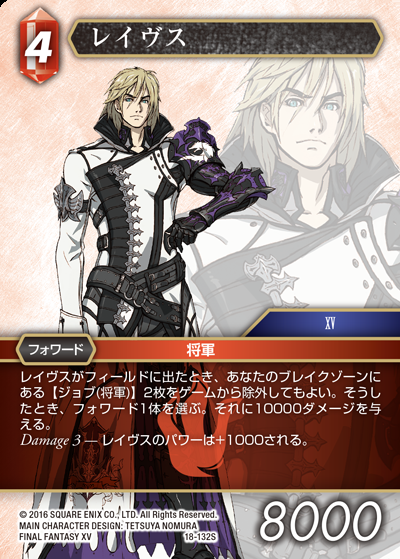 4
レイヴス
XV
フォワード
将軍
レイヴスがフィールドに出たとき、あなたのブレイクゾーンに
ある【ジョブ(将軍)】2枚をゲームから除外してもよい。そうし
たとき、フォワード1体を選ぶ。それに10000ダメージを与
える。
Damage 3 — レイヴスのパワーは+1000される。
© 2016 SQUARE ENIX CO., LTD. All Rights Reserved.
MAIN CHARACTER DESIGN: TETSUYA NOMURA
FINAL FANTASY XV
18-132S
8000